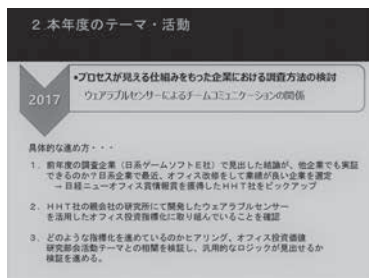 2 本年度のテーマ・活動
•プロセスが見える仕組みをもった企業における調査方法の検討
2017
ウェアラブルセンサーによるチームコミュニケーションの関係
具体的な進め方・・・
1．前年度の調査企業（日系ゲームソフトE社）で見出した結論が、他企業でも実証
できるのか？日系企業で最近、オフィス改修をして業績が良い企業を選定
→ 日経ニューオフィス賞情報賞を獲得したHHT社をピックアップ
2．HHT社の親会社の研究所にて開発したウェアラブルセンサー
を活用したオフィス投資指標化に取り組んでいることを確認
3．どのような指標化を進めているのかヒアリング、オフィス投資価値
研究部会活動テーマとの相関を検証し、汎用的なロジックが見出せるか
検証を進める。